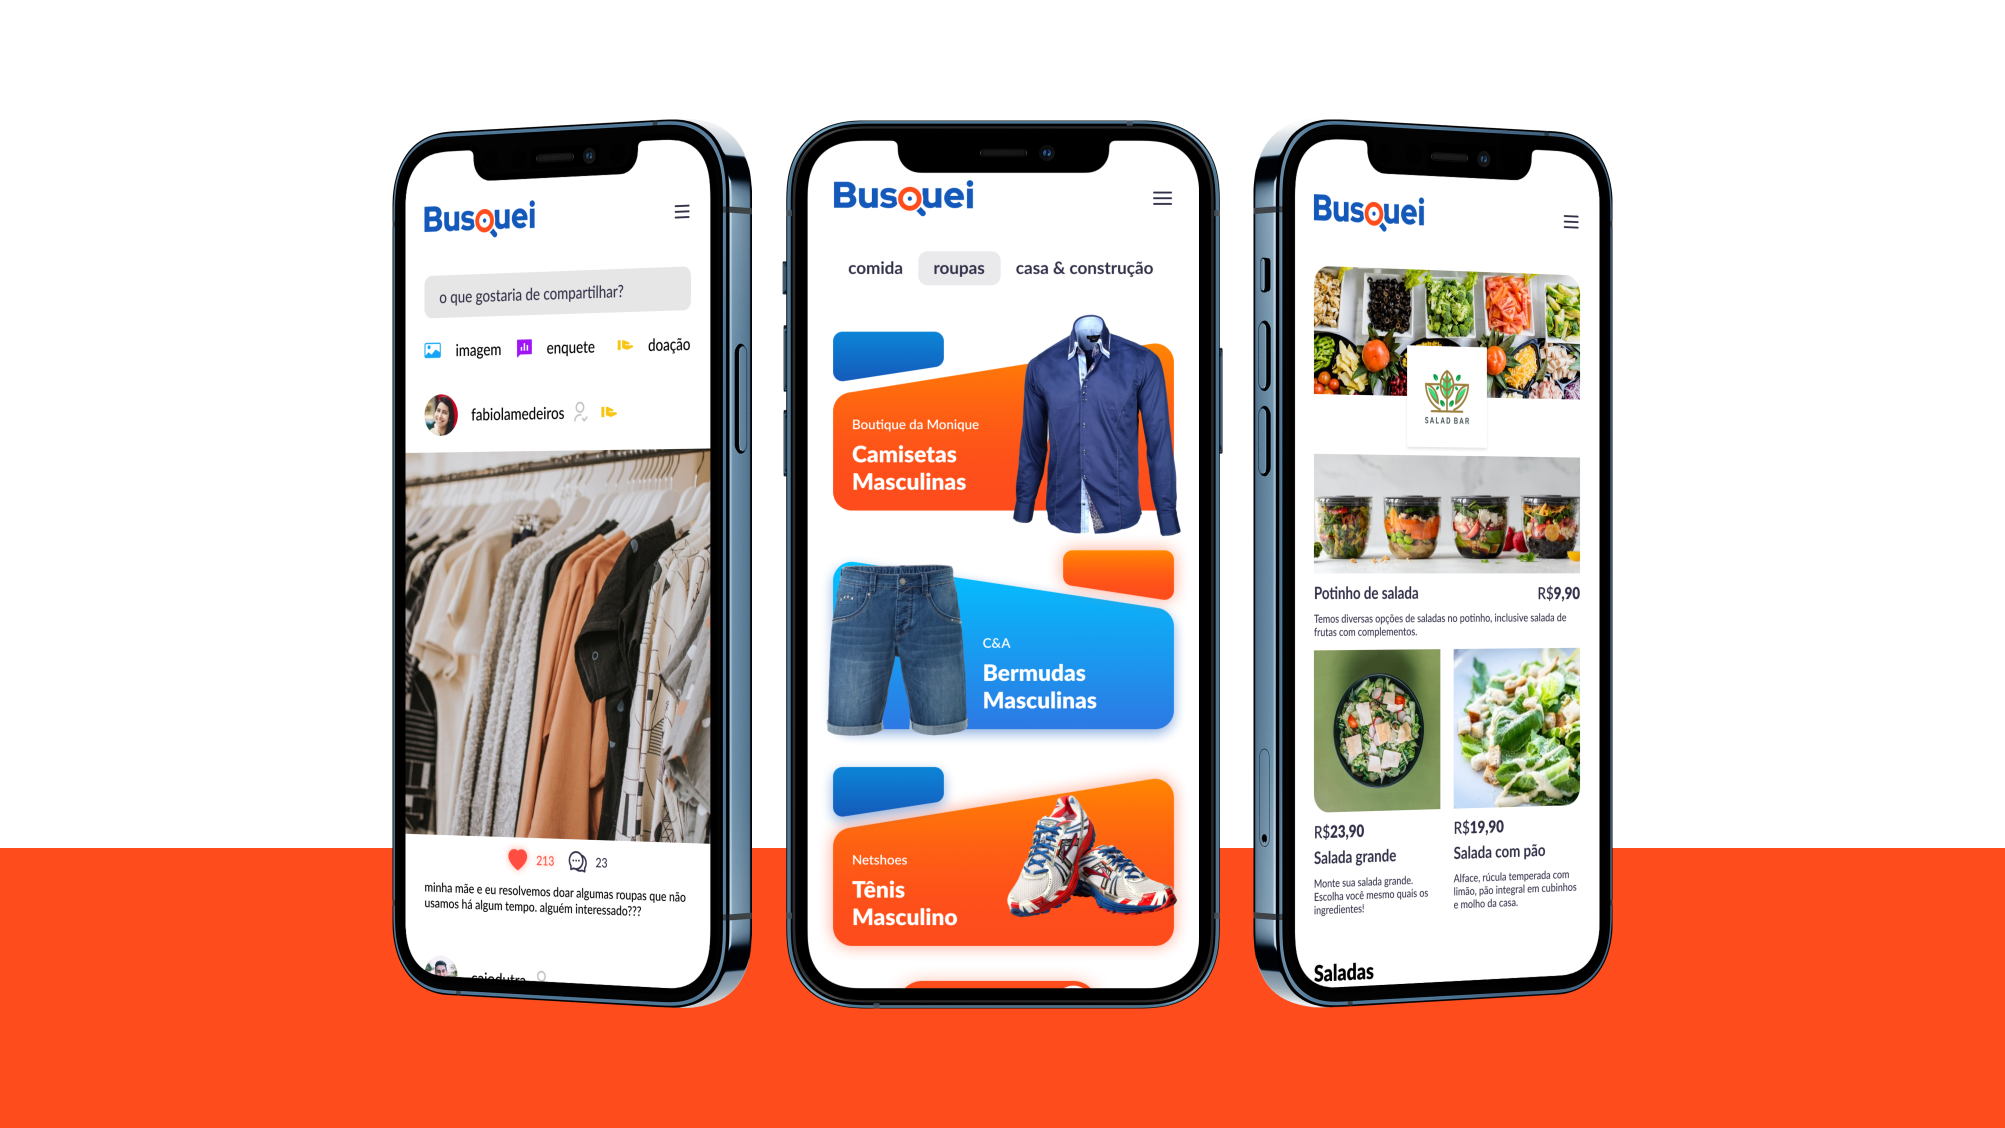 Busquei
o que gostaria de compartilhar?
imagem
enquete
doação
fabiolamedeiros
213
23
minha mãe e eu resolvemos doar algumas roupas que não
usamos há algum tempo. alguém interessado???
caiodutra
Busquei
comida
roupas
casa & construção
Boutique da Monique
Camisetas
Masculinas
C&A
Bermudas
Masculinas
Netshoes
Tênis
Masculino
Busquei
SALAD BAR
Potinho de salada
R$9,90
Temos diversas opções de saladas no potinho, inclusive salada de
frutas com complementos.
R$23,90
Salada grande
Monte sua salada grande.
Escolha você mesmo quais os
ingredientes!
R$19,90
Salada com pão
Alface, rúcula temperada com
limão, pão integral em cubinhos
e molho da casa.
Saladas